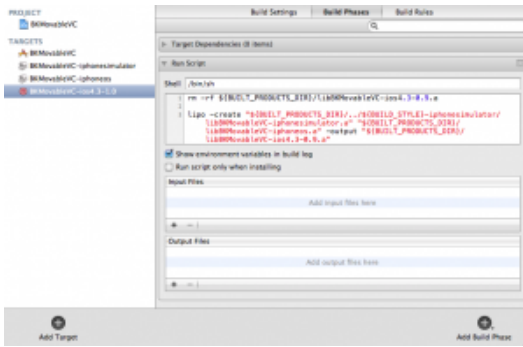 PROJECT
BKMovableVC
TARGETS
BKMovableVC
BKMovableVC-iphonesimulator
BKMovableVC-iphoneos
BKMovableVC-ios4.3-1.0
Build Settings
Build Phases
Build Rules
Target Dependencies (0 items)
Run Script
Shell /bin/sh
1 rm -rf ${BUILT_PRODUCTS_DIR}/libBKMovableVC-ios4.3-0.9.a
2
3 lipo -create "${BUILT_PRODUCTS_DIR}/../${BUILD_STYLE}-iphonesimulator/
libBKMovableVC-iphonesimulator.a" "${BUILT_PRODUCTS_DIR}/
libBKMovableVC-iphoneos.a" -output "${BUILT_PRODUCTS_DIR}/
libBKMovableVC-ios4.3-0.9.a"
Show environment variables in build log
Run script only when installing
Input Files
Add input files here
+ −
Output Files
Add output files here
+ −
Add Target
Add Build Phase